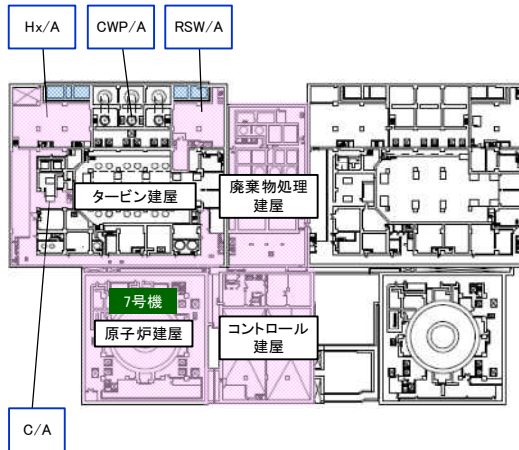 Hx/A
CWP/A
RSW/A
タービン建屋
廃棄物処理
建屋
7号機
原子炉建屋
コントロール
建屋
C/A